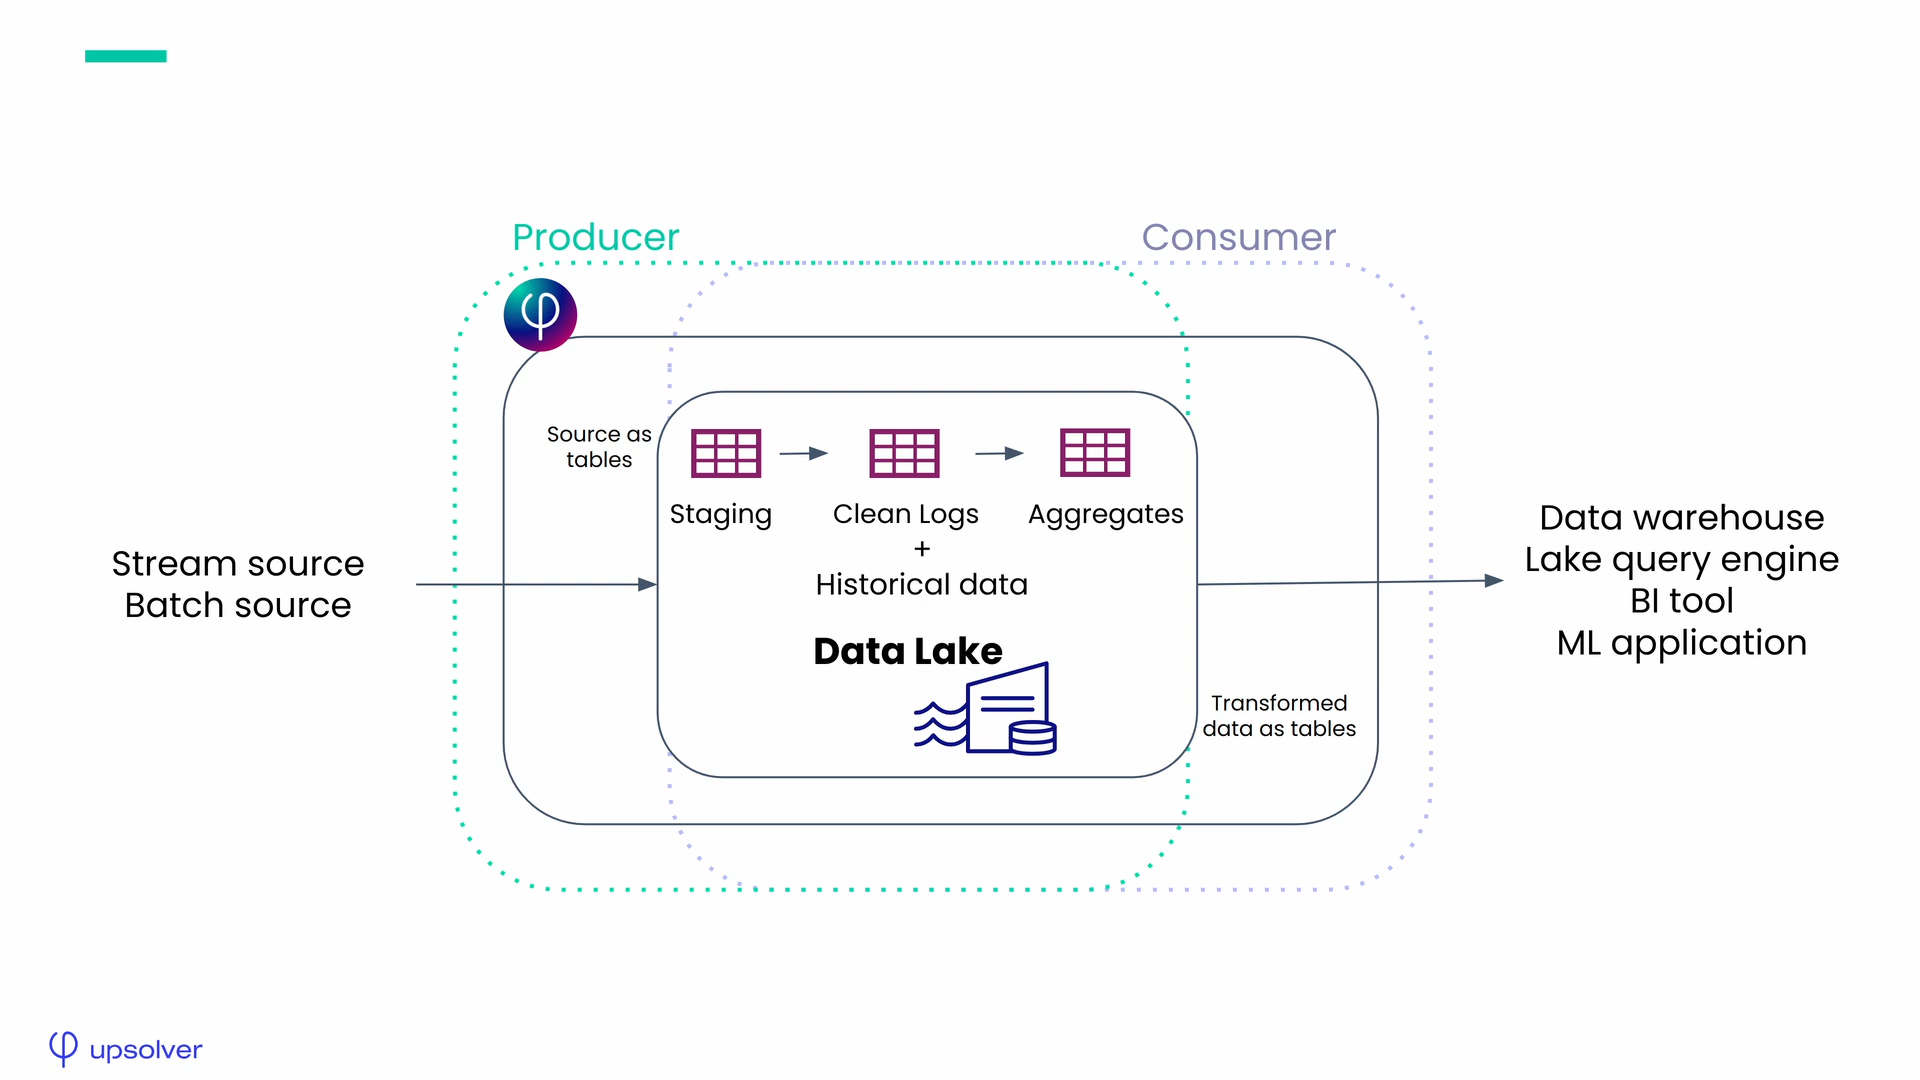 Producer
Consumer
Source as
tables
Staging
Clean Logs
Aggregates
+
Historical data
Data Lake
Stream source
Batch source
Data warehouse
Lake query engine
BI tool
ML application
Transformed
data as tables
upsolver